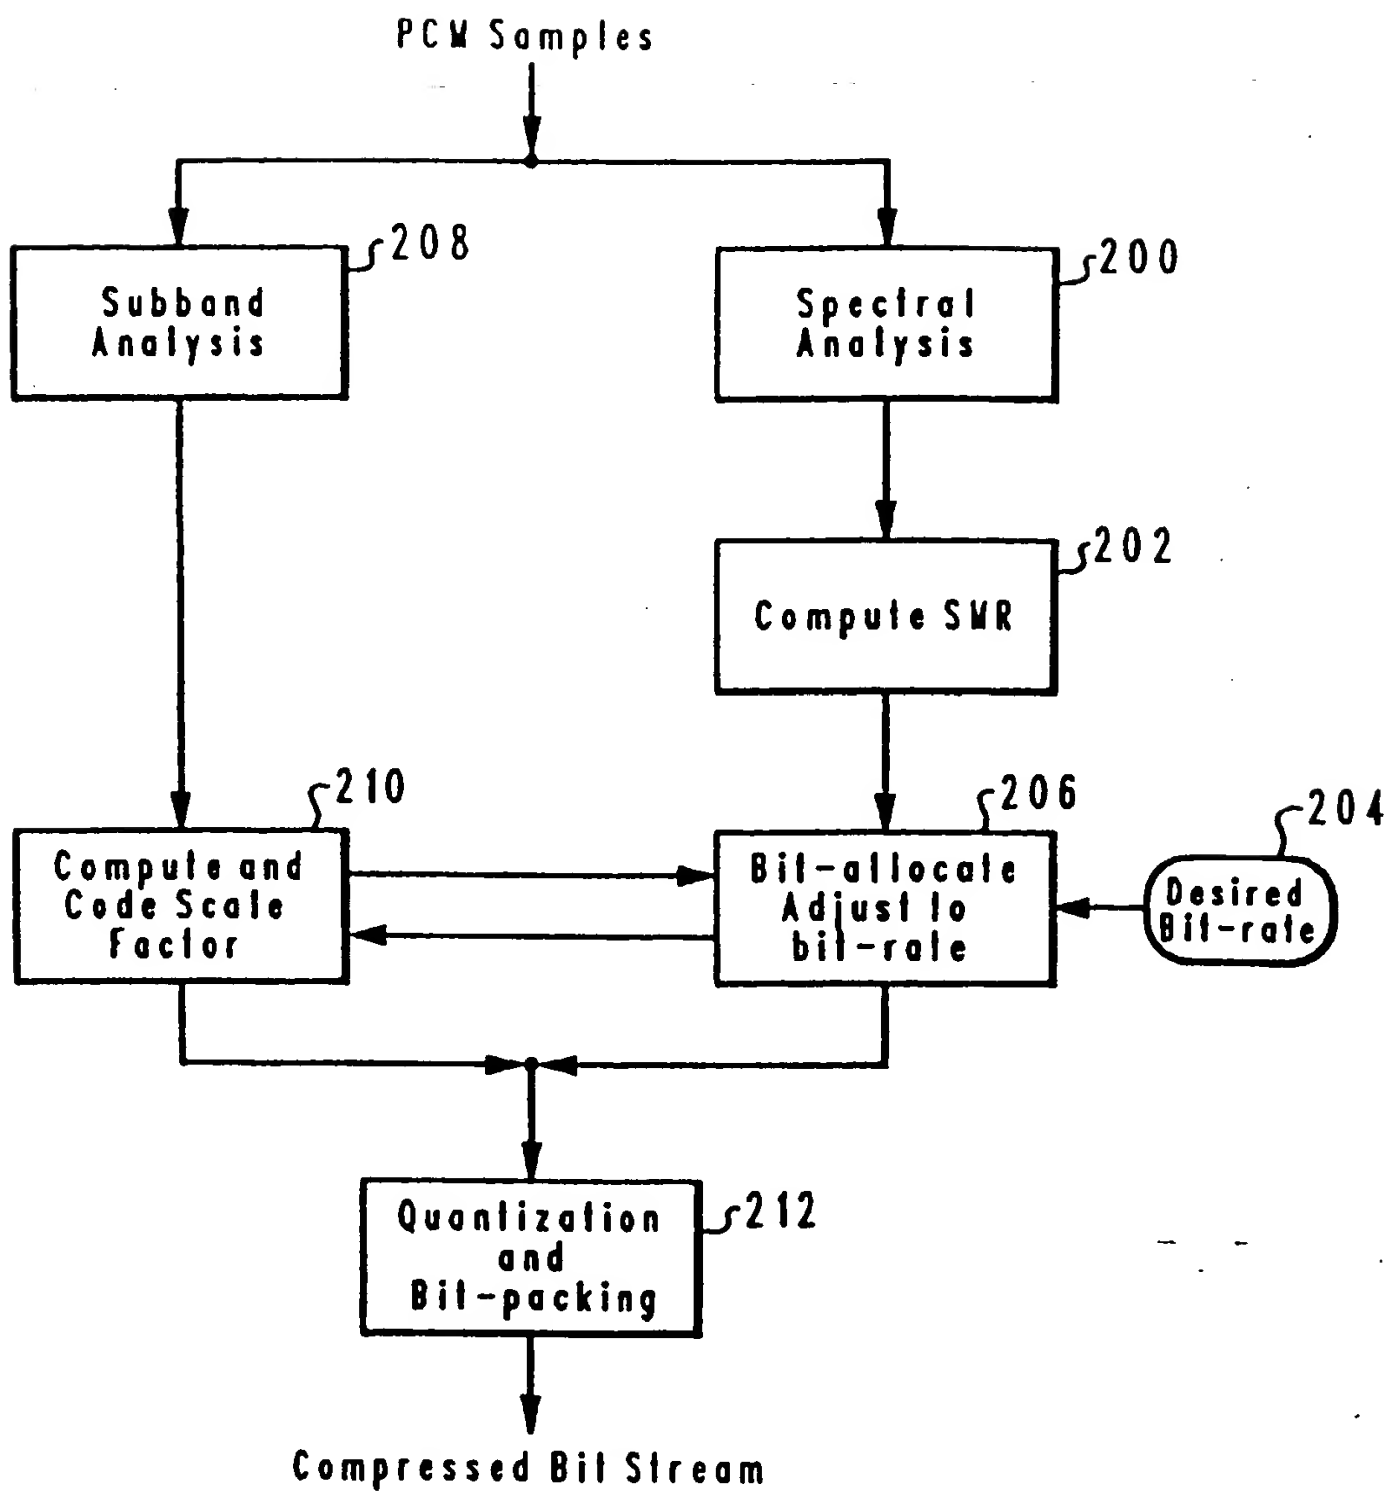 PCM Samples
208
Subband
Analysis
200
Spectral
Analysis
202
Compute SMR
210
Compute and
Code Scale
Factor
206
Bit-allocate
Adjust to
bit-rate
204
Desired
Bit-rate
212
Quantization
and
Bit-packing
Compressed Bit Stream